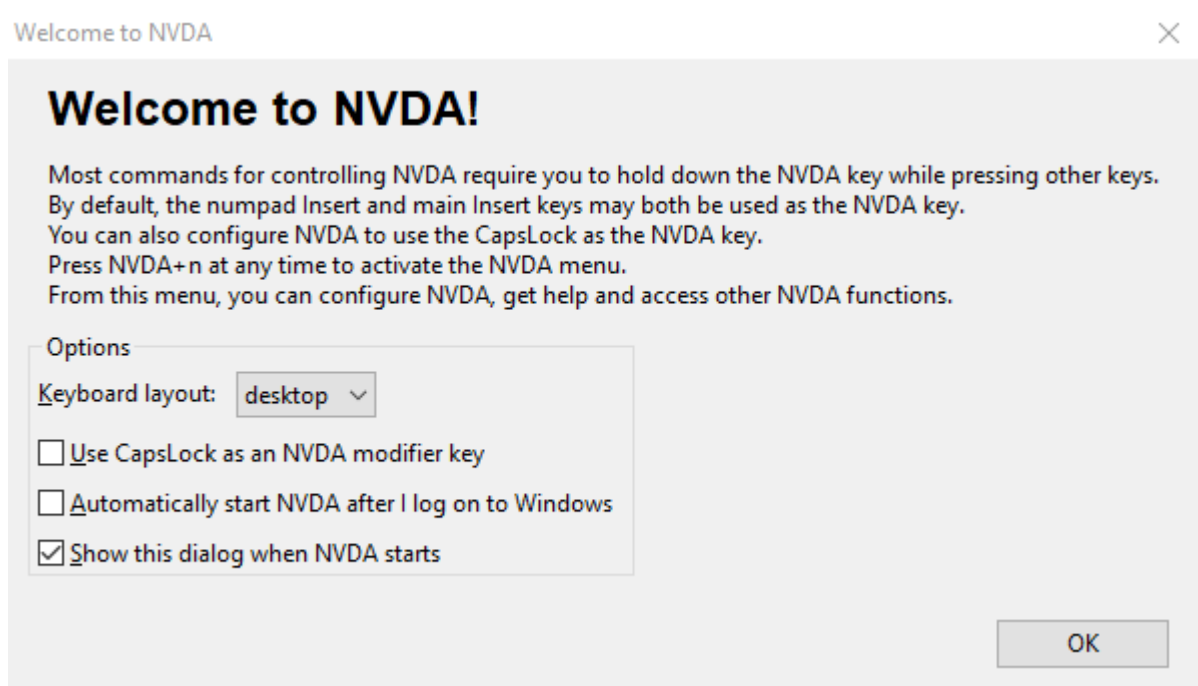 Welcome to NVDA
Welcome to NVDA!
Most commands for controlling NVDA require you to hold down the NVDA key while pressing other keys.
By default, the numpad Insert and main Insert keys may both be used as the NVDA key.
You can also configure NVDA to use the CapsLock as the NVDA key.
Press NVDA+n at any time to activate the NVDA menu.
From this menu, you can configure NVDA, get help and access other NVDA functions.
Options
Keyboard layout: desktop
Use CapsLock as an NVDA modifier key
Automatically start NVDA after I log on to Windows
Show this dialog when NVDA starts
OK